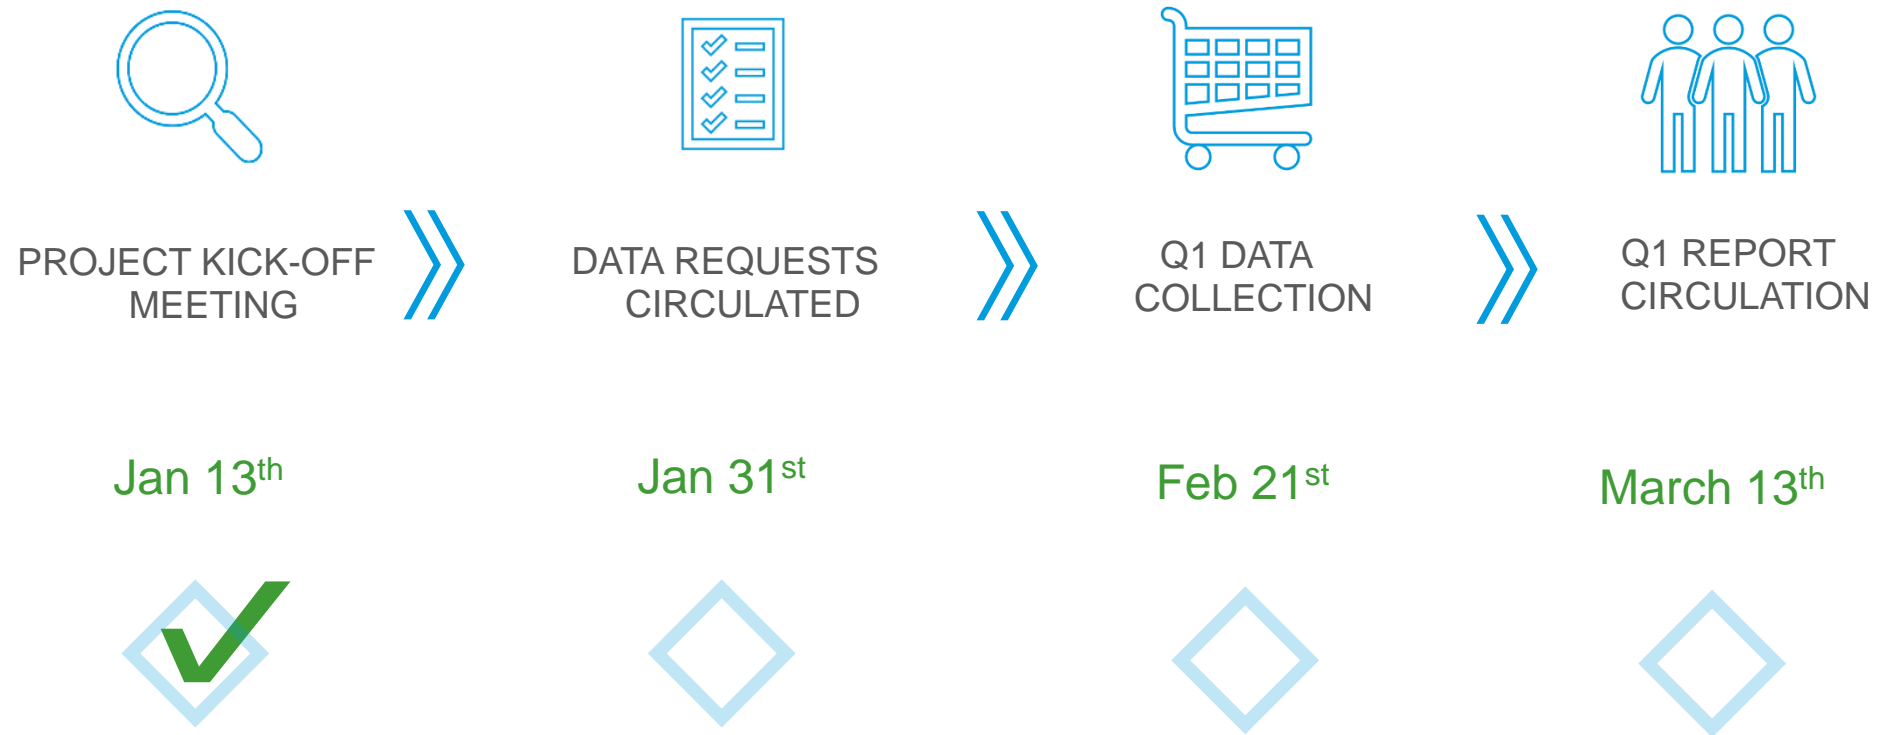 PROJECT KICK-OFF
MEETING
DATA REQUESTS
CIRCULATED
Q1 DATA
COLLECTION
Q1 REPORT
CIRCULATION
Jan 13th
Jan 31st
Feb 21st
March 13th